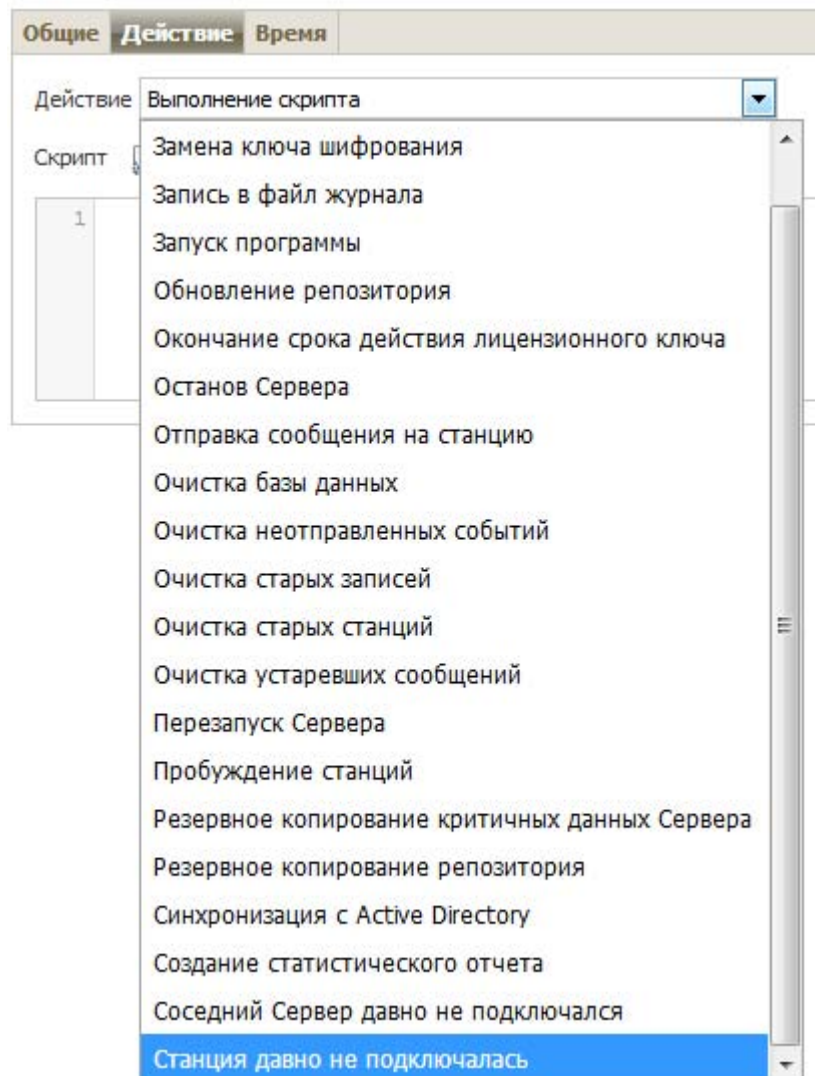 Общие Действие Время
Действие Выполнение скрипта
Замена ключа шифрования
Скрипт
Запись в файл журнала
1
Запуск программы
Обновление репозитория
Окончание срока действия лицензионного ключа
Останов Сервера
Отправка сообщения на станцию
Очистка базы данных
Очистка неотправленных событий
Очистка старых записей
Очистка старых станций
Очистка устаревших сообщений
Перезапуск Сервера
Пробуждение станций
Резервное копирование критичных данных Сервера
Резервное копирование репозитория
Синхронизация с Active Directory
Создание статистического отчета
Соседний Сервер давно не подключался
Станция давно не подключалась